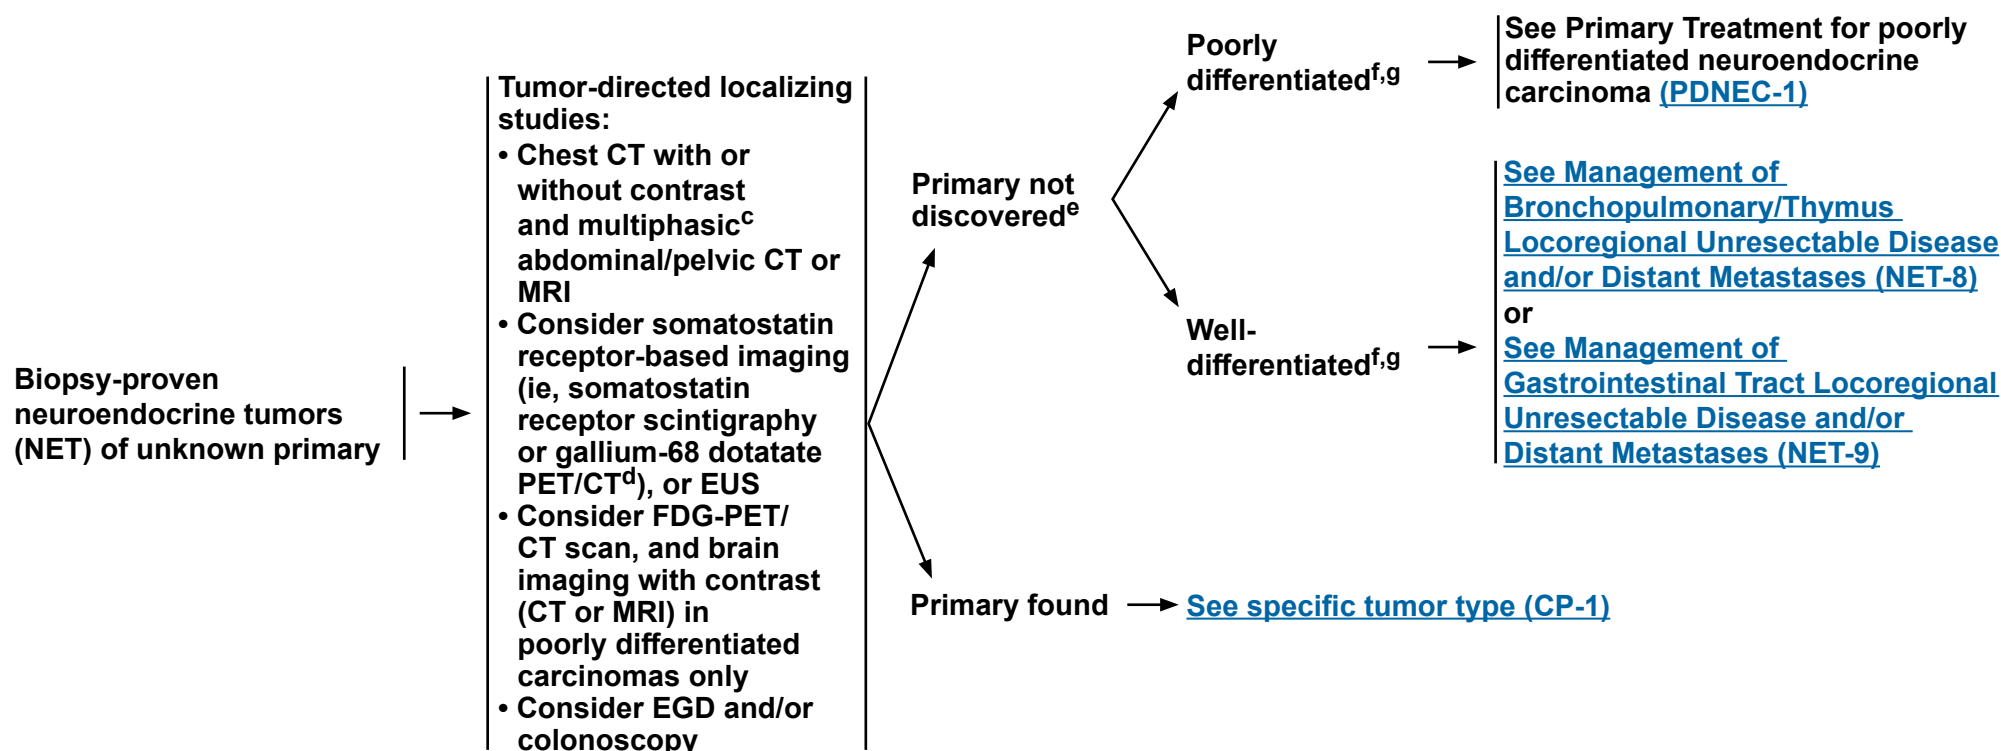 Biopsy-proven
neuroendocrine tumors
(NET) of unknown primary
Tumor-directed localizing
studies:
• Chest CT with or
without contrast
and multiphasicc
abdominal/pelvic CT or
MRI
• Consider somatostatin
receptor-based imaging
(ie, somatostatin
receptor scintigraphy
or gallium-68 dotatate
PET/CTd), or EUS
• Consider FDG-PET/
CT scan, and brain
imaging with contrast
(CT or MRI) in
poorly differentiated
carcinomas only
• Consider EGD and/or
colonoscopy
Primary not
discoverede
Poorly
differentiatedf,g
See Primary Treatment for poorly
differentiated neuroendocrine
carcinoma (PDNEC-1)
Well-
differentiatedf,g
See Management of
Bronchopulmonary/Thymus
Locoregional Unresectable Disease
and/or Distant Metastases (NET-8)
or
See Management of
Gastrointestinal Tract Locoregional
Unresectable Disease and/or
Distant Metastases (NET-9)
Primary found
See specific tumor type (CP-1)